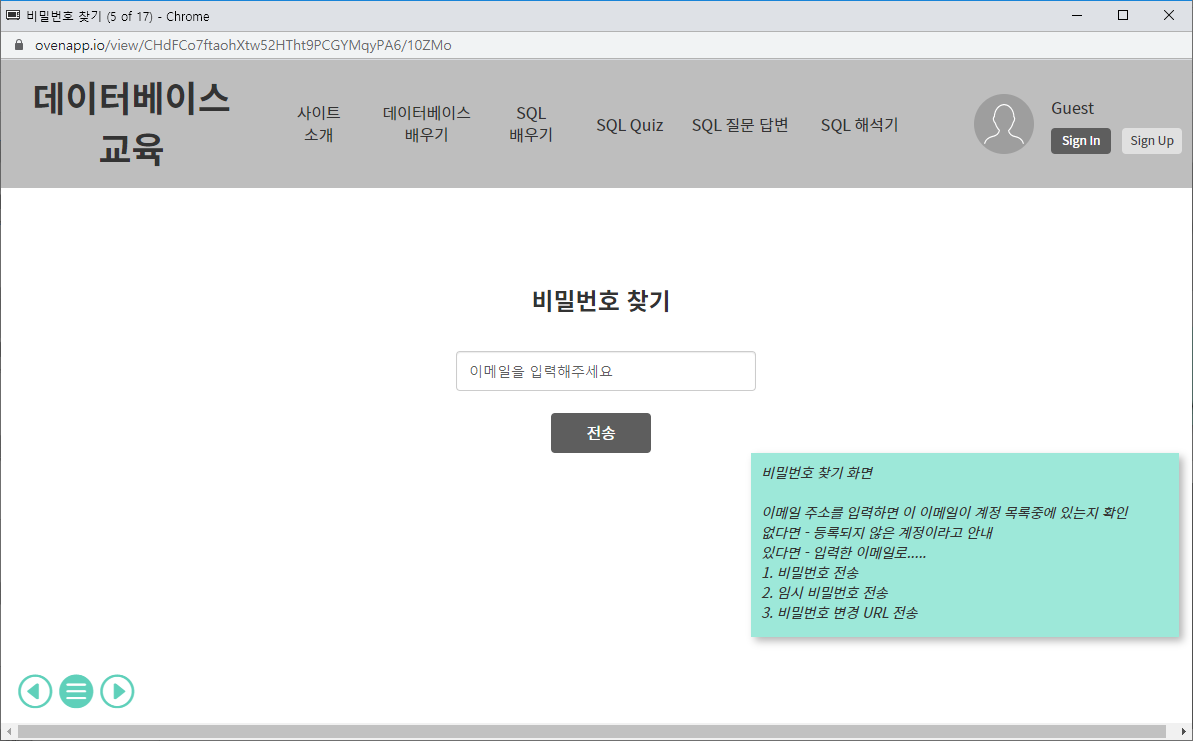 비밀번호 찾기 (5 of 17) - Chrome
ovenapp.io/view/CHdFCo7ftaohXtw52HTht9PCGYMqyPA6/10ZMo
데이터베이스
교육
사이트
소개
데이터베이스
배우기
SQL
배우기
SQL Quiz
SQL 질문 답변
SQL 해석기
Guest
Sign In
Sign Up
비밀번호 찾기
이메일을 입력해주세요
전송
비밀번호 찾기 화면
이메일 주소를 입력하면 이 이메일이 계정 목록중에 있는지 확인
없다면 - 등록되지 않은 계정이라고 안내
있다면 - 입력한 이메일로.....
1. 비밀번호 전송
2. 임시 비밀번호 전송
3. 비밀번호 변경 URL 전송